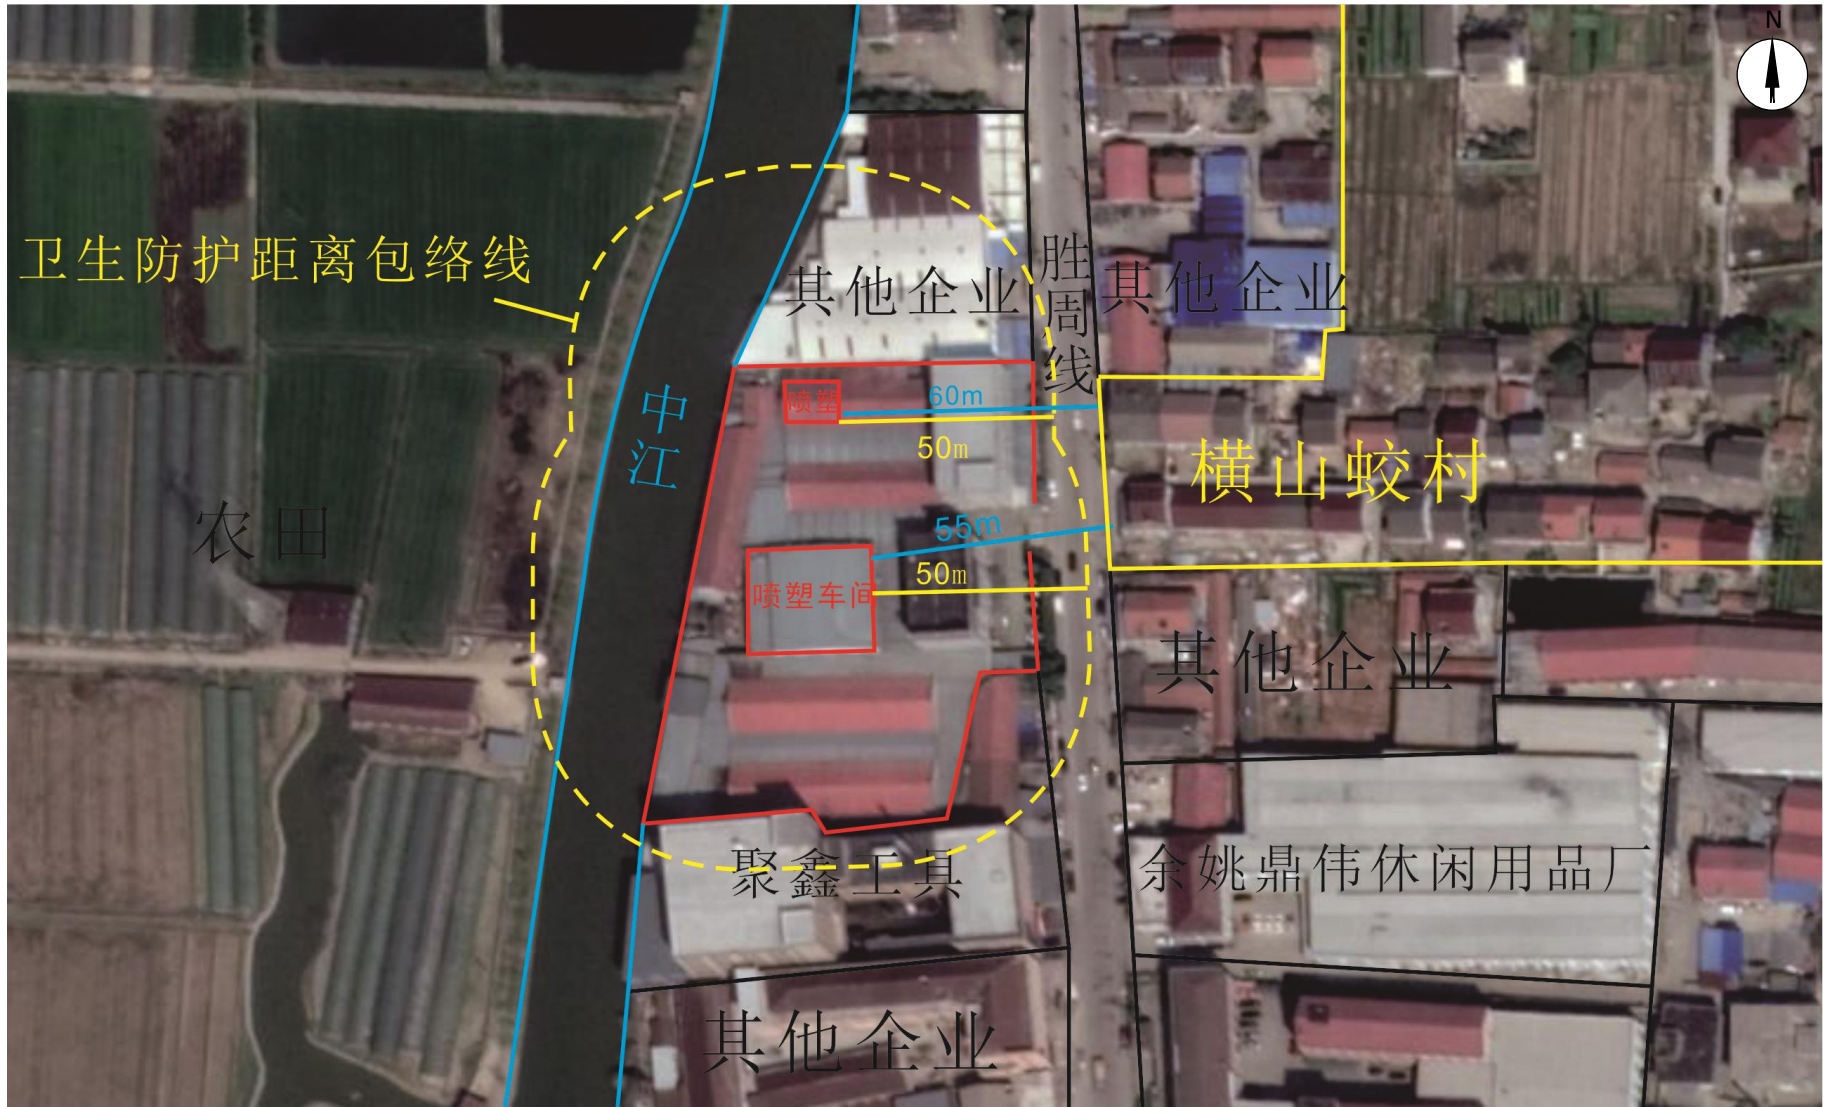 N
卫生防护距离包络线
其他企业
胜周线
其他企业
中江
喷塑
60m
50m
横山蛟村
农田
55m
50m
喷塑车间
其他企业
聚鑫工具
余姚鼎伟休闲用品厂
其他企业